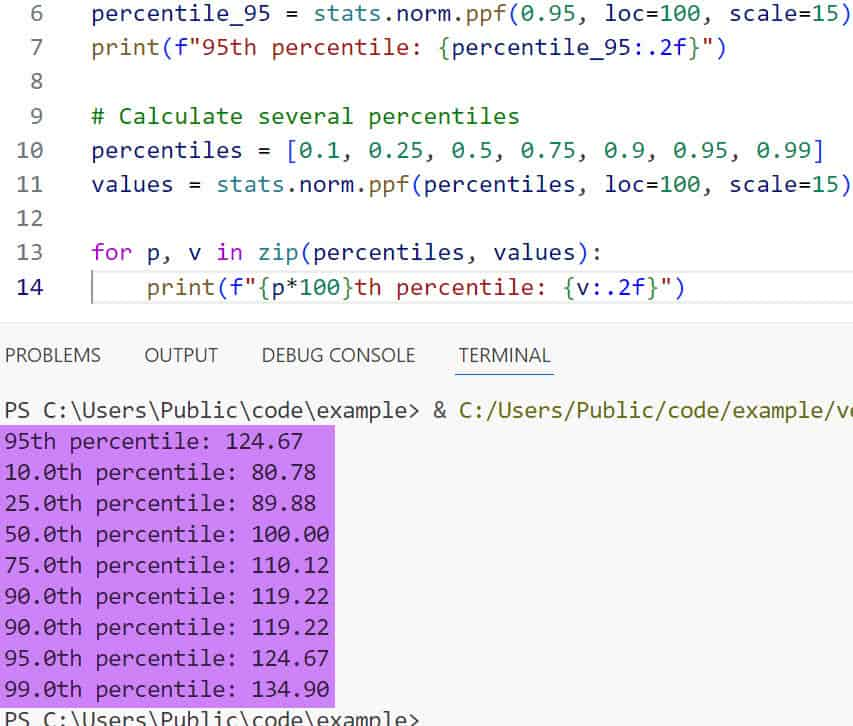 6 percentile_95 = stats.norm.ppf(0.95, loc=100, scale=15)
7 print(f"95th percentile: {percentile_95:.2f}")
8
9 # Calculate several percentiles
10 percentiles = [0.1, 0.25, 0.5, 0.75, 0.9, 0.95, 0.99]
11 values = stats.norm.ppf(percentiles, loc=100, scale=15)
12
13 for p, v in zip(percentiles, values):
14     print(f"{p*100}th percentile: {v:.2f}")
PROBLEMS OUTPUT DEBUG CONSOLE TERMINAL
PS C:\Users\Public\code\example> & C:/Users/Public/code/example/ve
95th percentile: 124.67
10.0th percentile: 80.78
25.0th percentile: 89.88
50.0th percentile: 100.00
75.0th percentile: 110.12
90.0th percentile: 119.22
90.0th percentile: 119.22
95.0th percentile: 124.67
99.0th percentile: 134.90
PS C:\Users\Public\code\example>